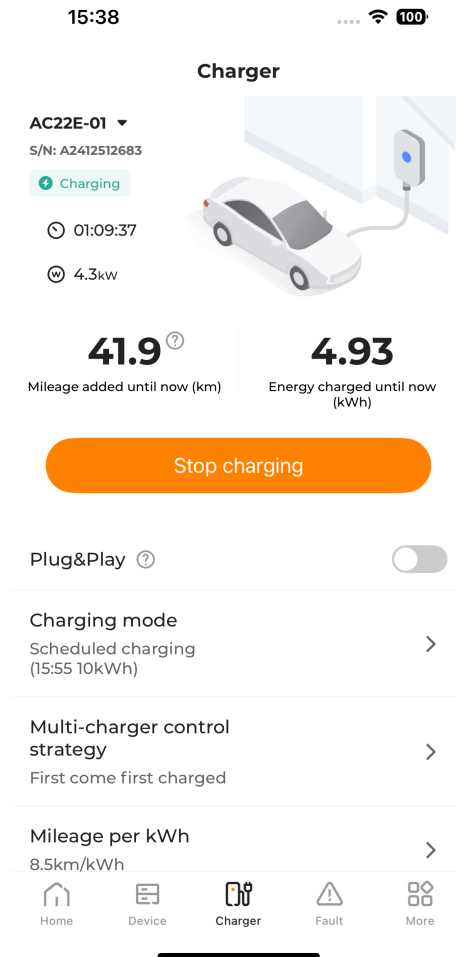 15:38
100
Charger
AC22E-01
S/N: A2412512683
Charging
01:09:37
W
4.3kW
41.9
?
Mileage added until now (km)
4.93
Energy charged until now
(kWh)
Stop charging
Plug&Play
?
Charging mode
Scheduled charging
(15:55 10kWh)
Multi-charger control
strategy
First come first charged
Mileage per kWh
8.5km/kWh
Home
Device
Charger
Fault
More